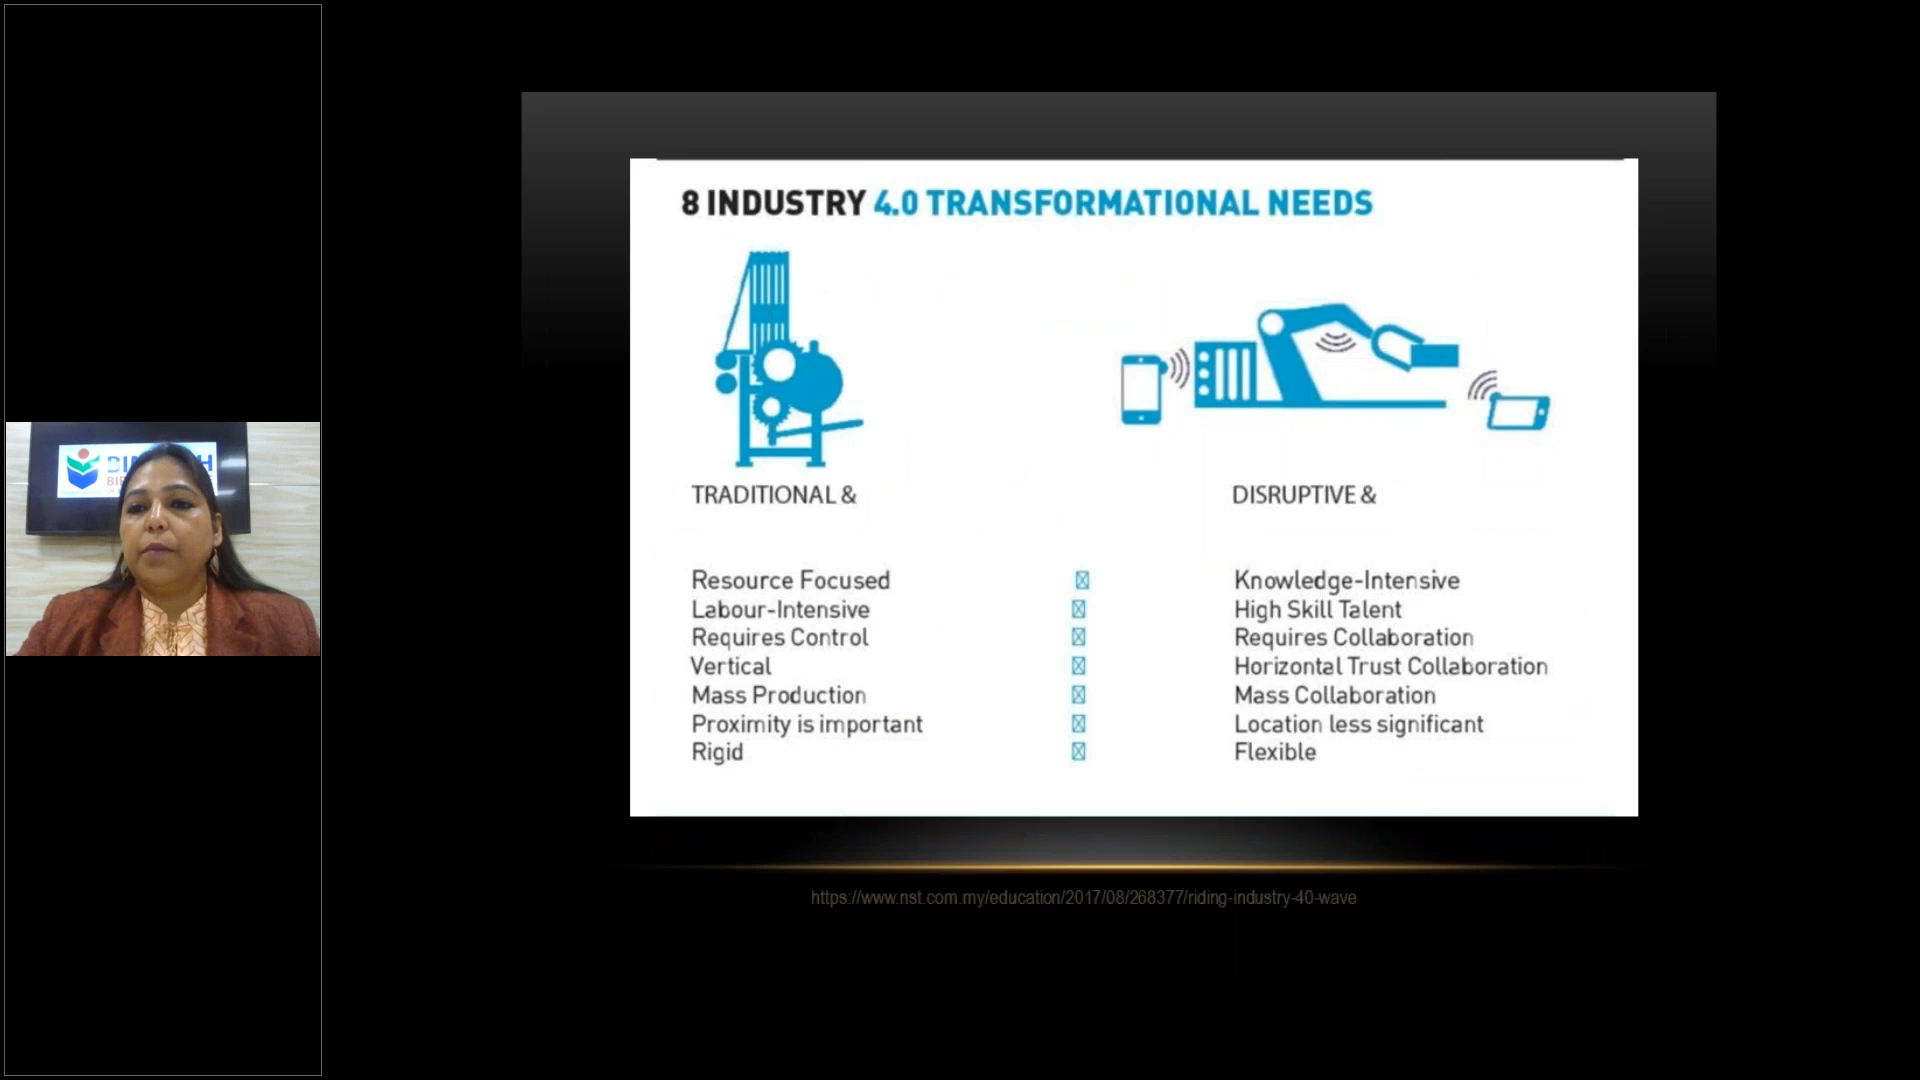 8 INDUSTRY 4.0 TRANSFORMATIONAL NEEDS
TRADITIONAL &
DISRUPTIVE &
Resource Focused Knowledge-Intensive
Labour-Intensive High Skill Talent
Requires Control Requires Collaboration
Vertical Horizontal Trust Collaboration
Mass Production Mass Collaboration
Proximity is important Location less significant
Rigid Flexible
https://www.nst.com.my/education/2017/08/268377/riding-industry-40-wave